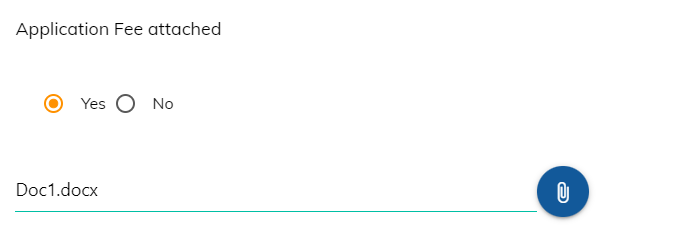 Application Fee attached
Yes No
Doc1.docx